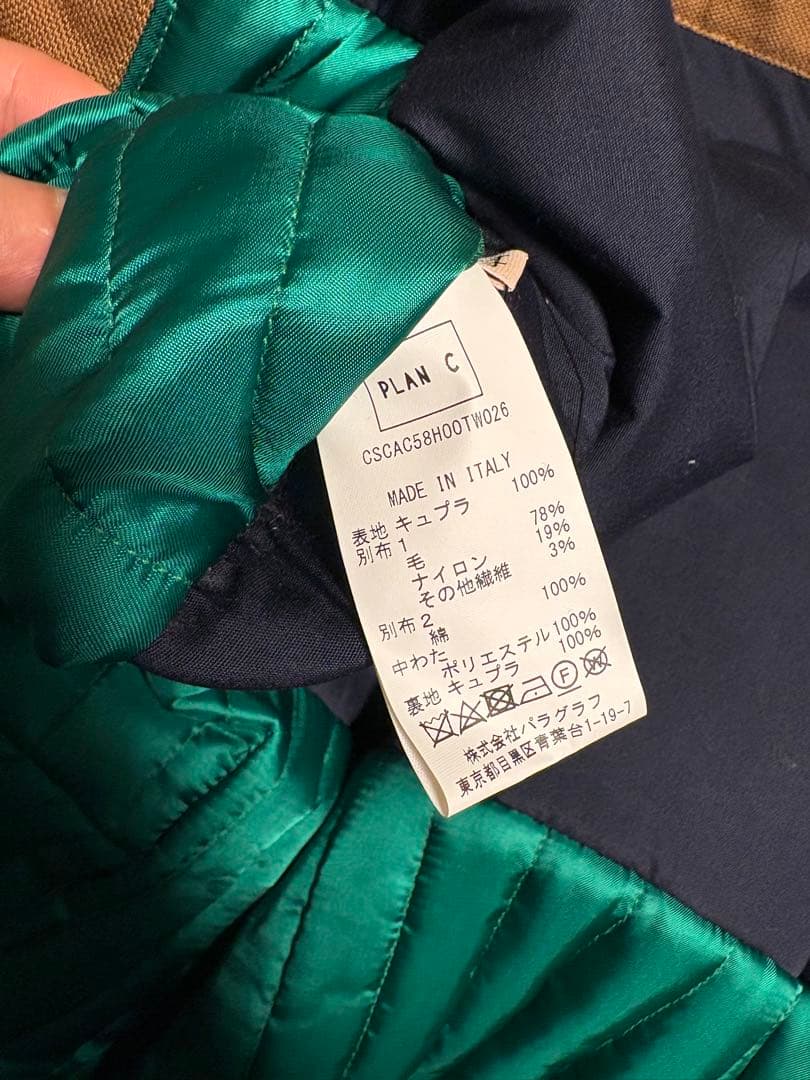 PLAN C
CSCAC58H00TW026
MADE IN ITALY
表地 キュプラ 100%
別布1
毛 78%
ナイロン 19%
その他繊維 3%
別布2
綿 100%
中わた
ポリエステル 100%
裏地 キュプラ 100%
F W
株式会社パラグラフ
東京都目黒区青葉台1-19-7